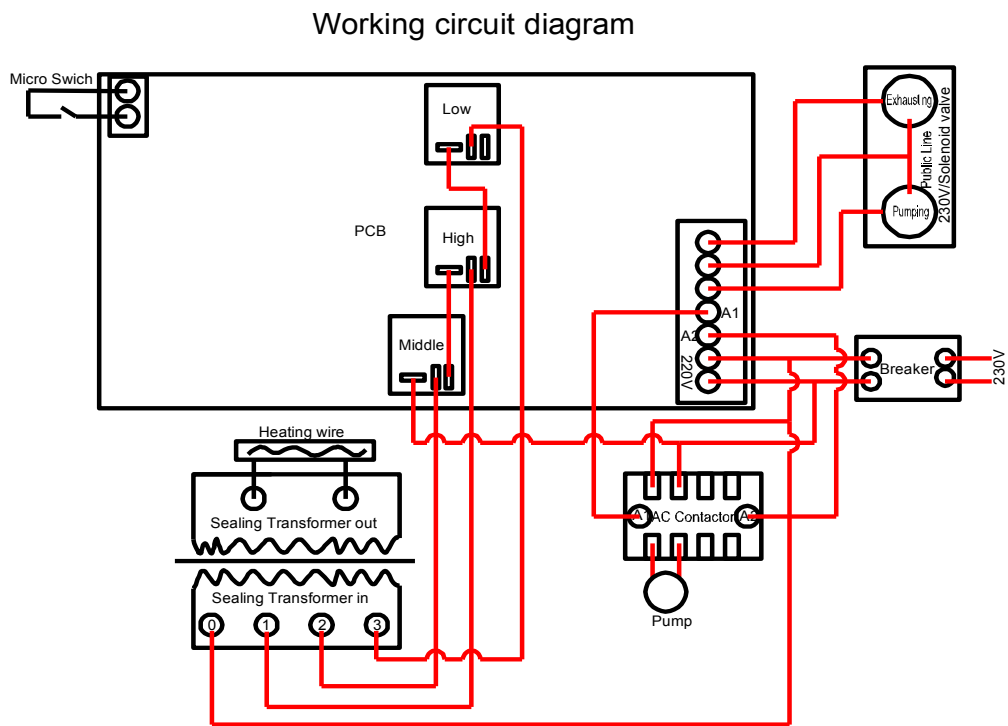 Working circuit diagram
Micro Swich
Low
Exhausting
Public Line
230V/Solenoid valve
Pumping
PCB
High
A1
A2
Middle
220V
Breaker
230V
Heating wire
Sealing Transformer out
A1
AC Contactor
A2
Sealing Transformer in
0
1
2
3
Pump